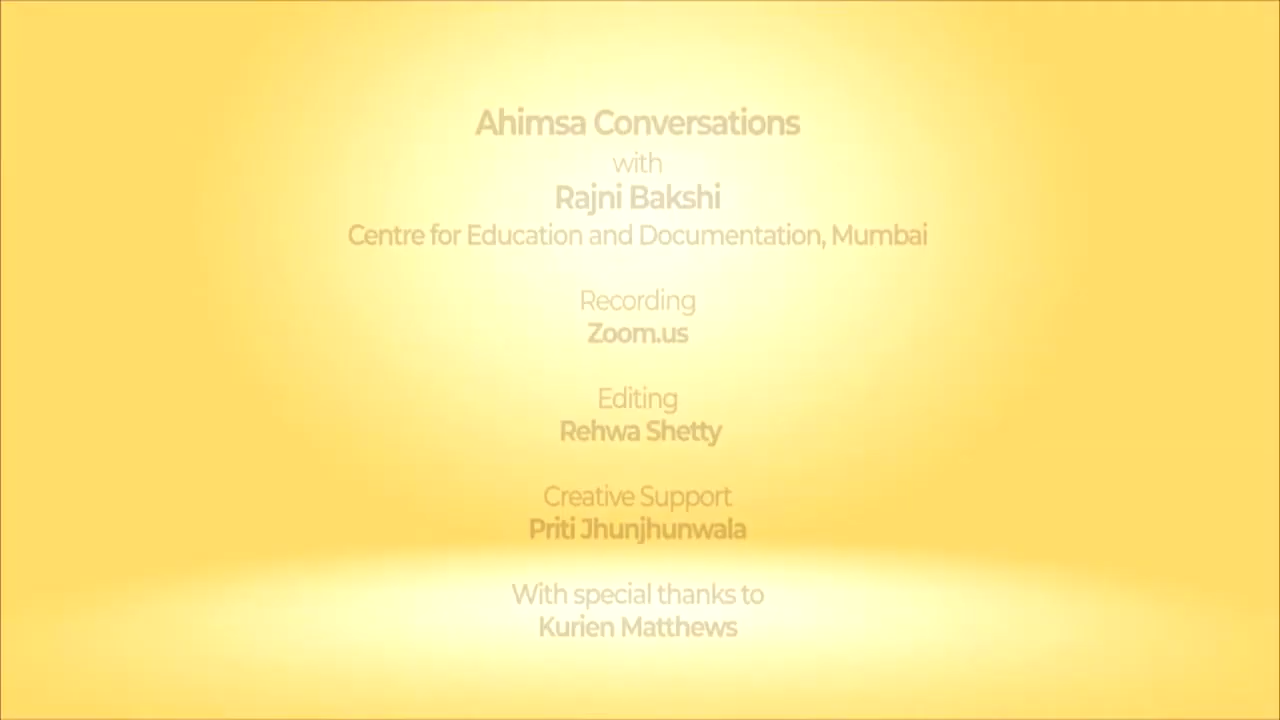 Ahimsa Conversations
with
Rajni Bakshi
Centre for Education and Documentation, Mumbai
Recording
Zoom.us
Editing
Rehwa Shetty
Creative Support
Priti Jhunjhunwala
With special thanks to
Kurien Matthews